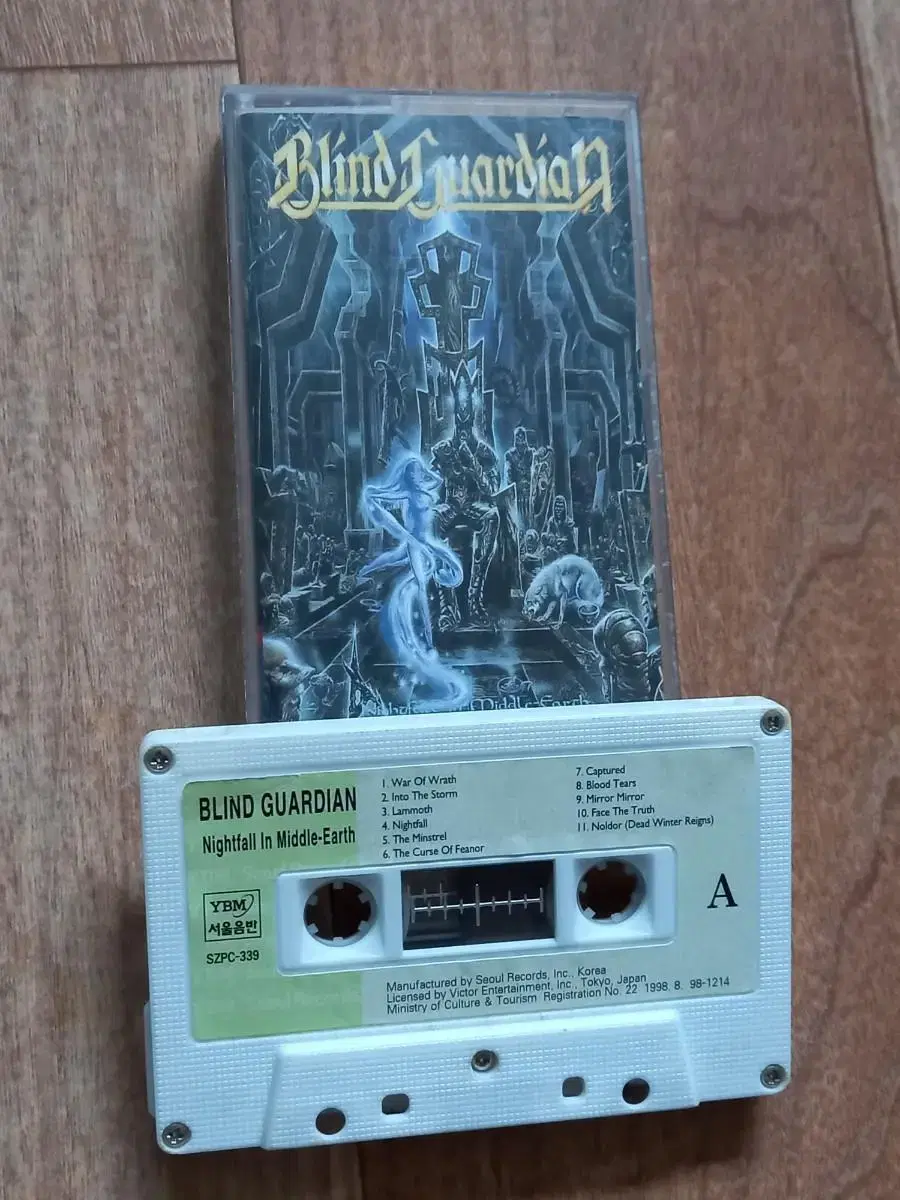 Blind Guardian
Nightfall in Middle-Earth
BLIND GUARDIAN
Nightfall In Middle-Earth
1. War Of Wrath
2. Into The Storm
3. Lammoth
4. Nightfall
5. The Minstrel
6. The Curse Of Feanor
7. Captured
8. Blood Tears
9. Mirror Mirror
10. Face The Truth
11. Noldor (Dead Winter Reigns)
YBM
서울음반
SZPC-339
A
Manufactured by Seoul Records, Inc., Korea
Licensed by Victor Entertainment, Inc., Tokyo, Japan
Ministry of Culture & Tourism Registration No. 22 1998. 8. 98-1214